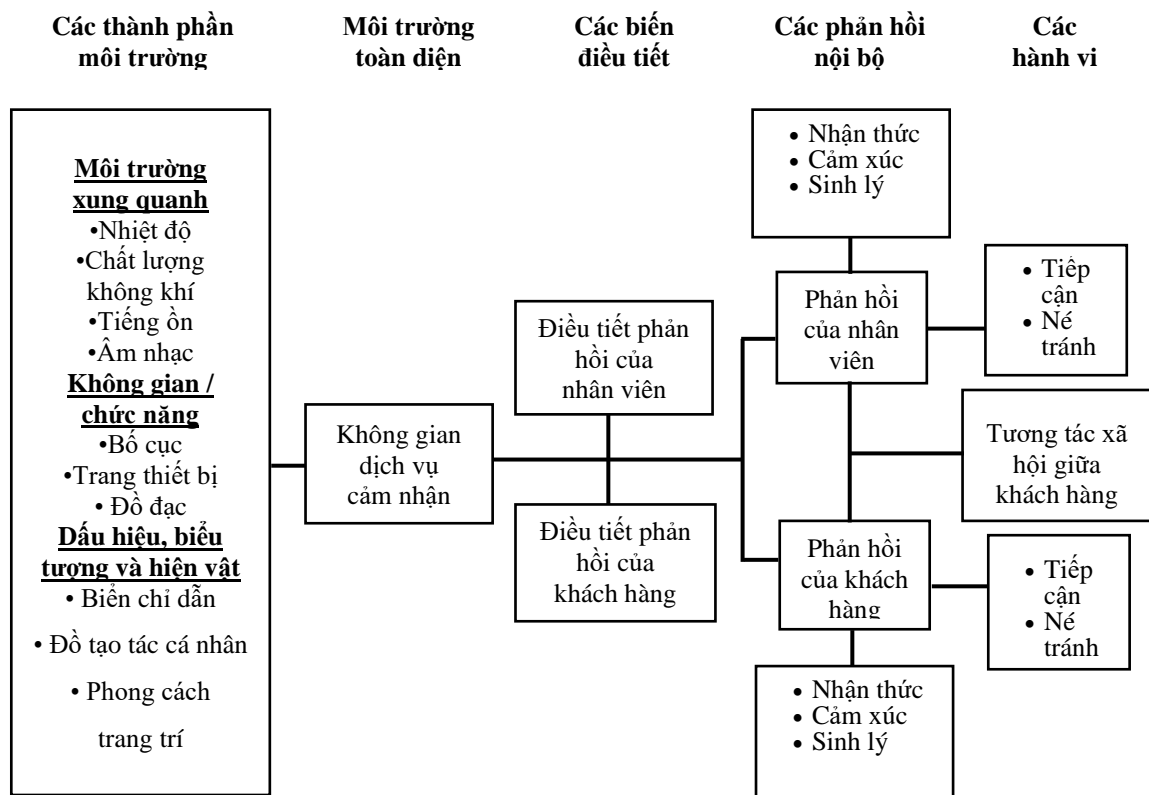 Các thành phần
môi trường
Môi trường
toàn diện
Các biến
điều tiết
Các phản hồi
nội bộ
Các
hành vi
Môi trường
xung quanh
•Nhiệt độ
•Chất lượng
không khí
•Tiếng ồn
•Âm nhạc
Không gian /
chức năng
•Bố cục
•Trang thiết bị
• Đồ đạc
Dấu hiệu, biểu
tượng và hiện vật
• Biển chỉ dẫn
• Đồ tạo tác cá nhân
• Phong cách
trang trí
Không gian
dịch vụ
cảm nhận
Điều tiết phản
hồi của
nhân viên
Điều tiết phản
hồi của
khách hàng
• Nhận thức
• Cảm xúc
• Sinh lý
Phản hồi
của nhân
viên
Phản hồi
của khách
hàng
• Nhận thức
• Cảm xúc
• Sinh lý
• Tiếp
cận
• Né
tránh
Tương tác xã
hội giữa
khách hàng
• Tiếp
cận
• Né
tránh